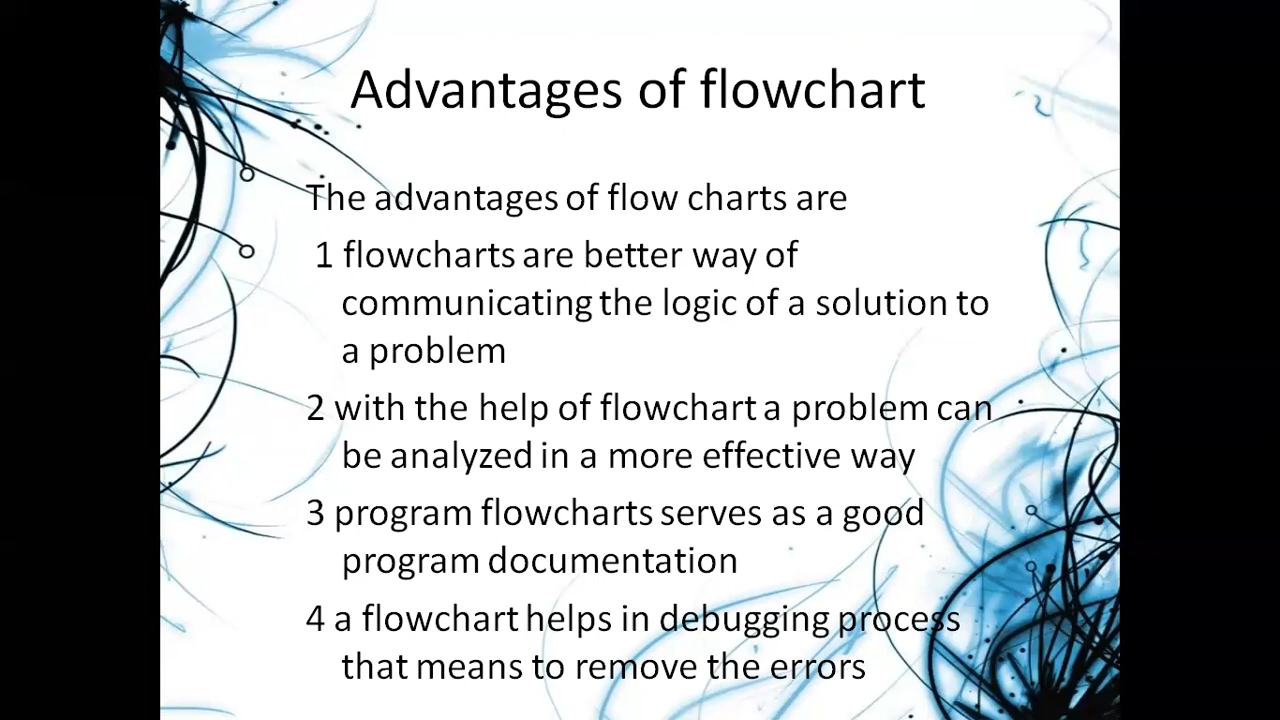 Advantages of flowchart
The advantages of flow charts are
1 flowcharts are better way of
communicating the logic of a solution to
a problem
2 with the help of flowchart a problem can
be analyzed in a more effective way
3 program flowcharts serves as a good
program documentation
4 a flowchart helps in debugging process
that means to remove the errors